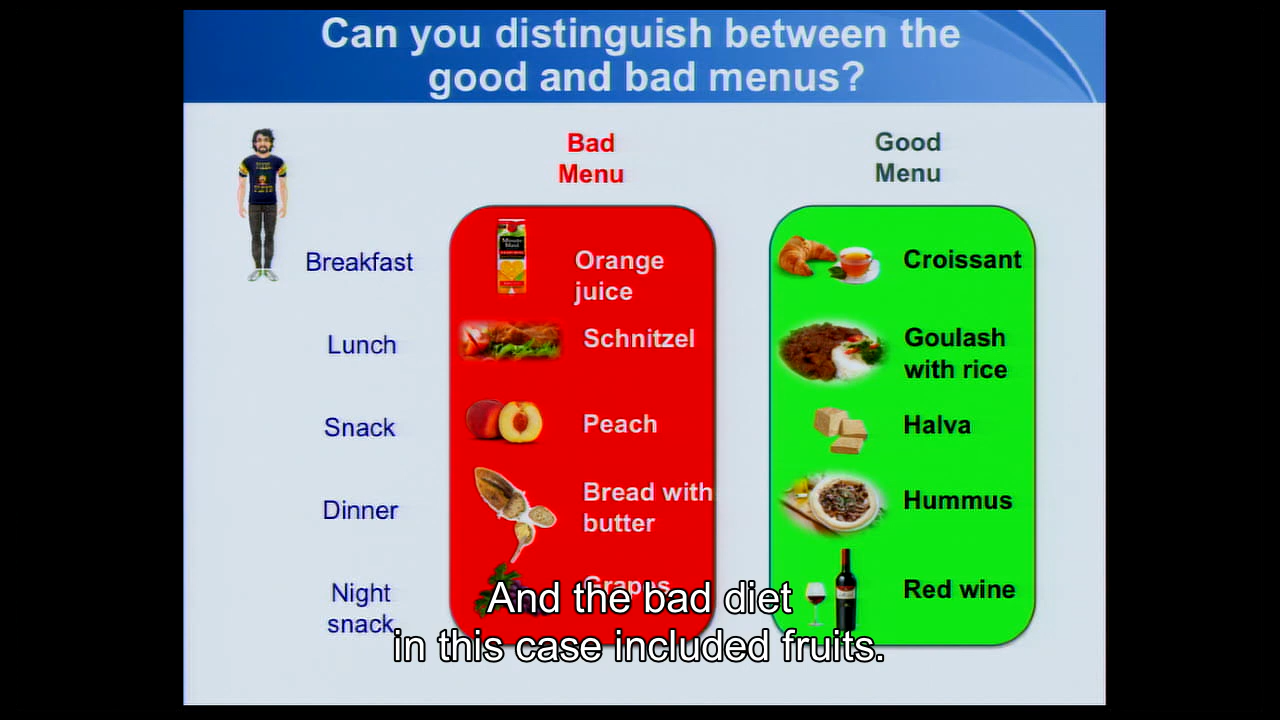 Can you distinguish between the
good and bad menus?
Bad
Menu
Good
Menu
Breakfast
Orange
juice
Croissant
Lunch
Schnitzel
Goulash
with rice
Snack
Peach
Halva
Dinner
Bread with
butter
Hummus
Night
snack
Grapes
Red wine
And the bad diet
in this case included fruits.